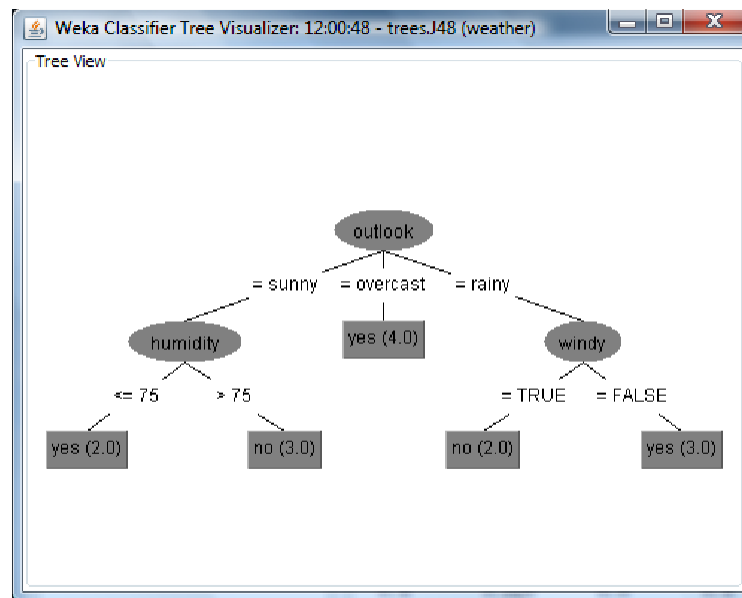 Weka Classifier Tree Visualizer: 12:00:48 - trees.J48 (weather)
Tree View
outlook
= sunny = overcast = rainy
humidity yes (4.0) windy
<= 75 > 75 = TRUE = FALSE
yes (2.0) no (3.0) no (2.0) yes (3.0)